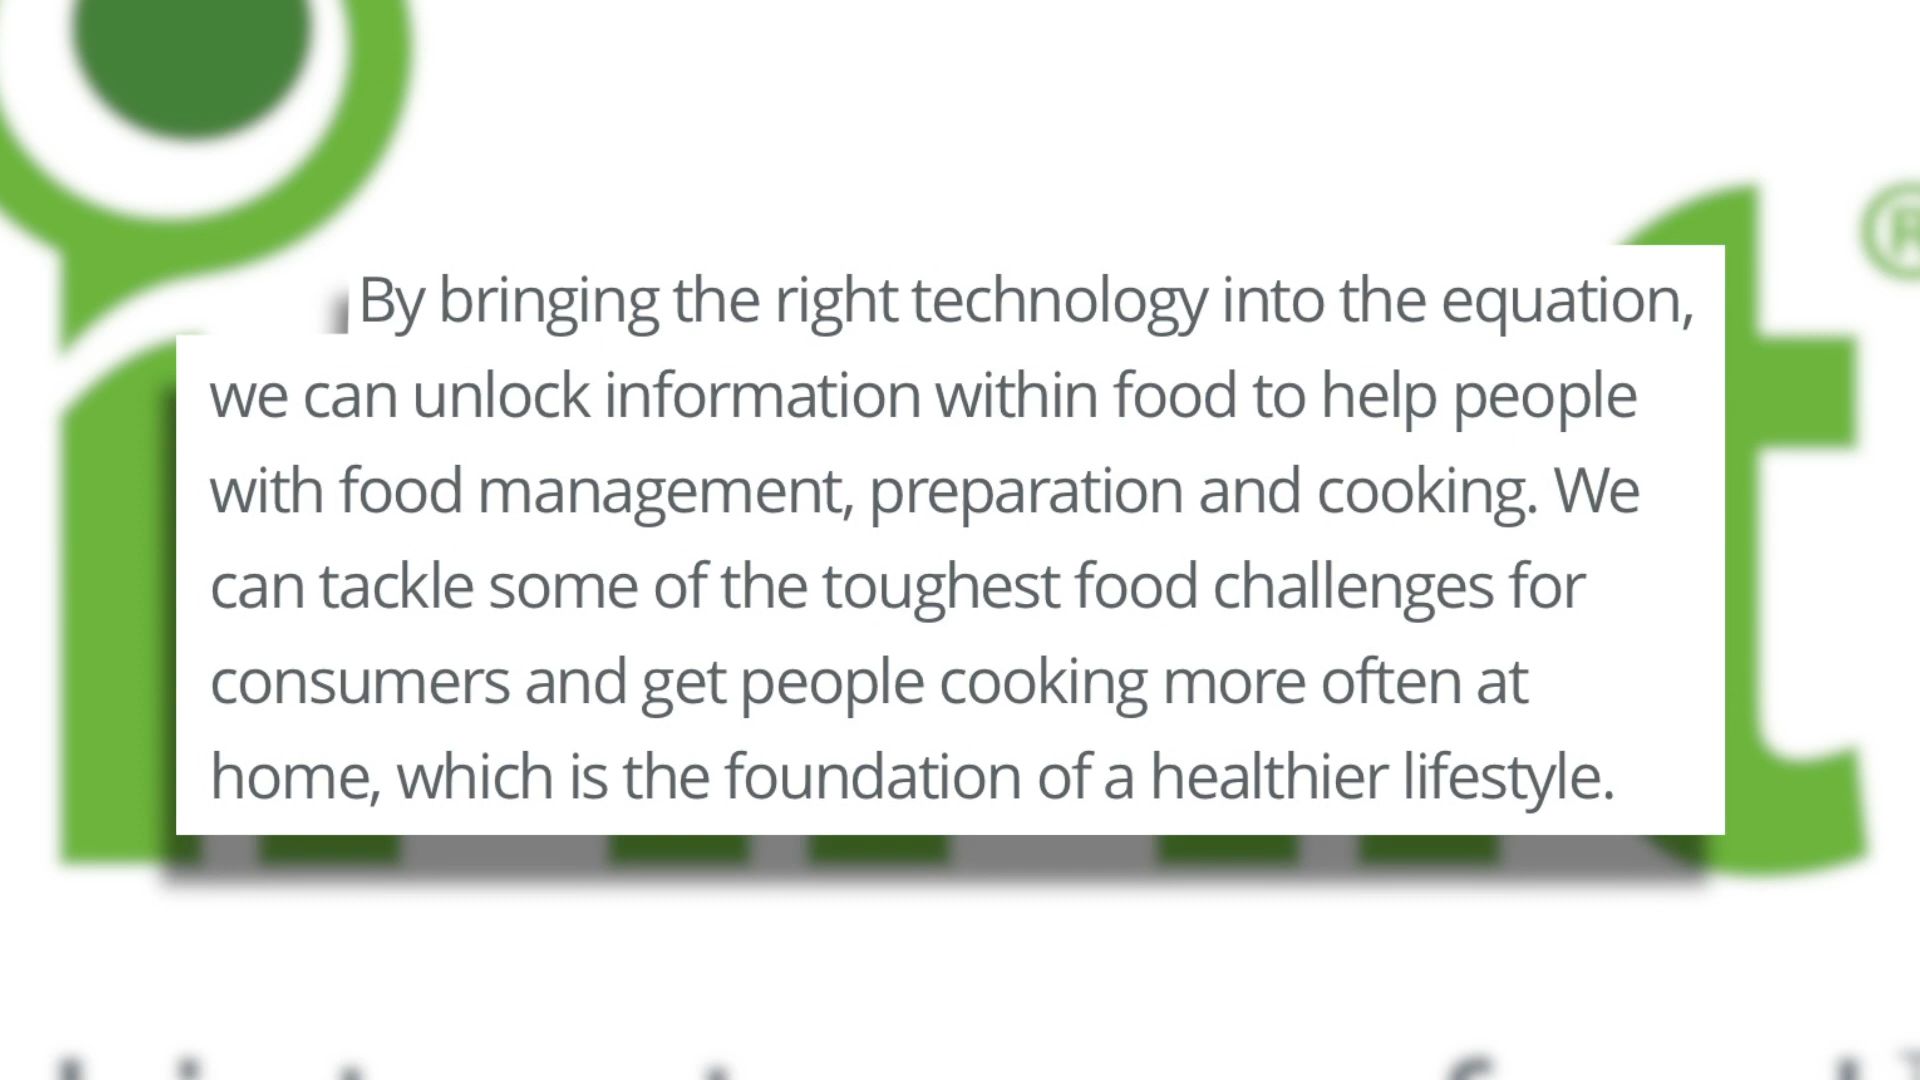 By bringing the right technology into the equation,
we can unlock information within food to help people
with food management, preparation and cooking. We
can tackle some of the toughest food challenges for
consumers and get people cooking more often at
home, which is the foundation of a healthier lifestyle.
®